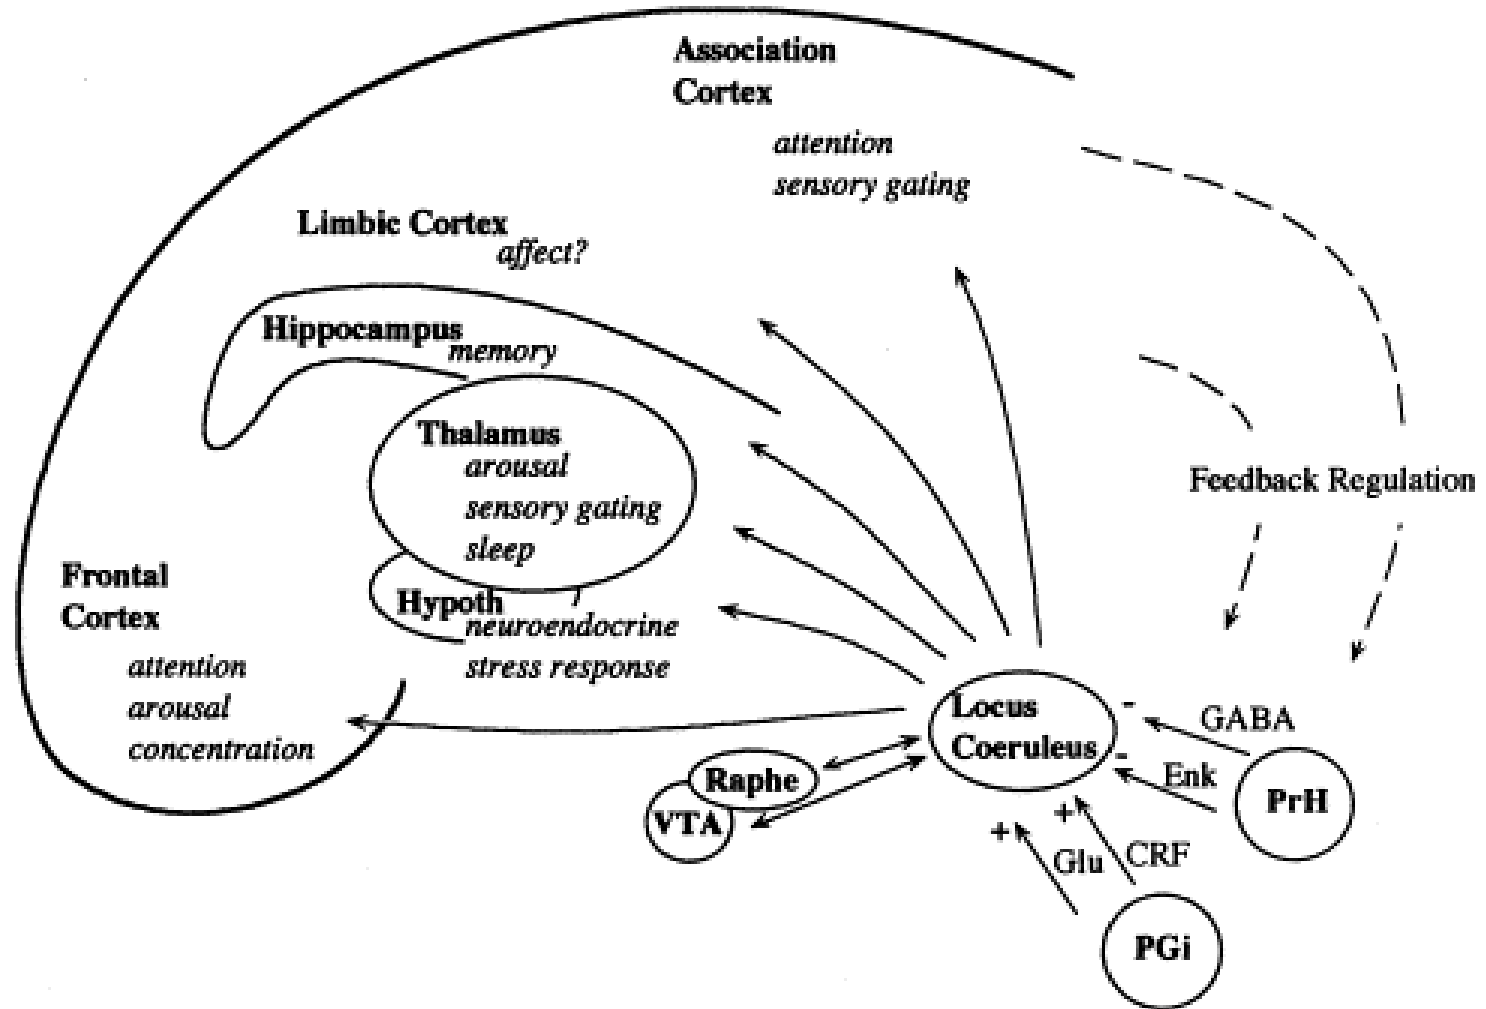 Association
Cortex
attention
sensory gating
Limbic Cortex
affect?
Hippocampus
memory
Thalamus
arousal
sensory gating
sleep
Feedback Regulation
Frontal
Cortex
attention
arousal
concentration
Hypoth
neuroendocrine
stress response
Locus
Coeruleus
-
-
GABA
Enk
PrH
Raphe
VTA
+
+
Glu
CRF
PGi